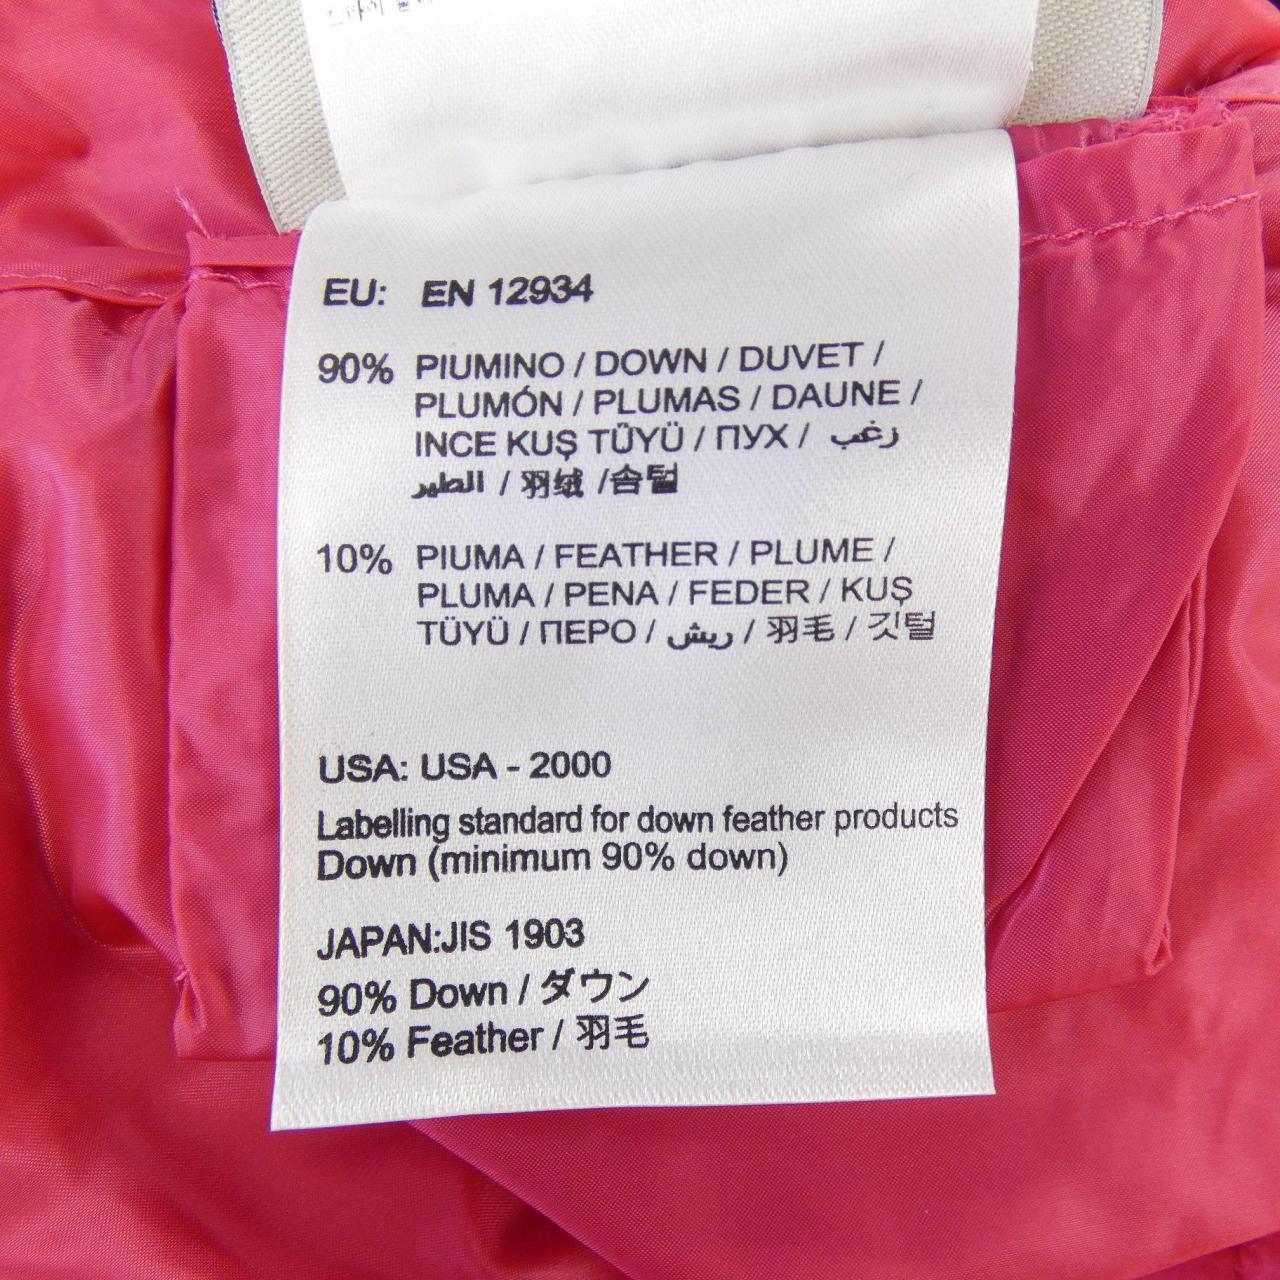 EU: EN 12934
90% PIUMINO / DOWN / DUVET /
PLUMÓN / PLUMAS / DAUNE /
INCE KUŞ TŰYÜ / ПУХ / زغب
الطير / 羽绒 /솜털
10% PIUMA / FEATHER / PLUME /
PLUMA / PENA / FEDER / KUŞ
TÜYÜ / ПЕРО / ريش / 羽毛 / 깃털
USA: USA - 2000
Labelling standard for down feather products
Down (minimum 90% down)
JAPAN:JIS 1903
90% Down / ダウン
10% Feather / 羽毛